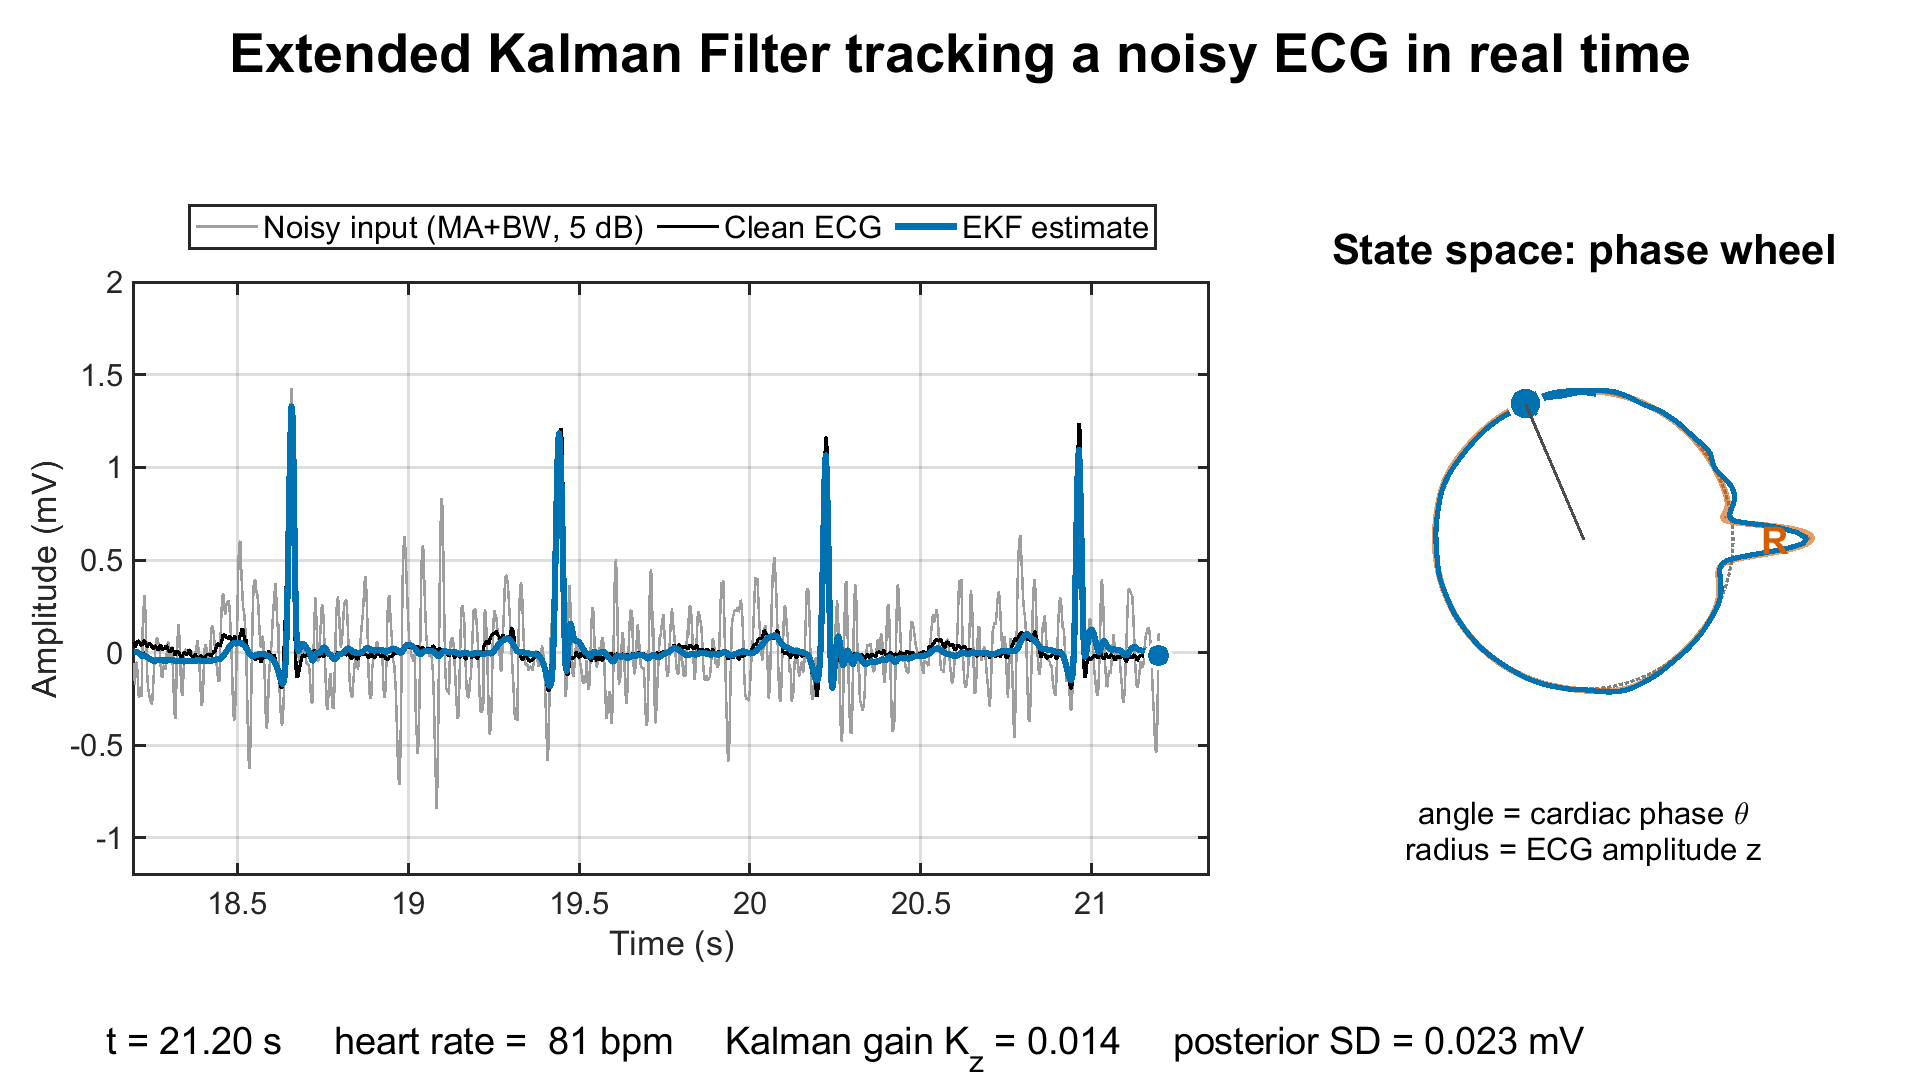 Extended Kalman Filter tracking a noisy ECG in real time
Noisy input (MA+BW, 5 dB) Clean ECG EKF estimate
State space: phase wheel
2
1.5
1
0.5
0
-0.5
-1
Amplitude (mV)
18.5 19 19.5 20 20.5 21
Time (s)
R
angle = cardiac phase θ
radius = ECG amplitude z
t = 21.20 s heart rate = 81 bpm Kalman gain K_z = 0.014 posterior SD = 0.023 mV